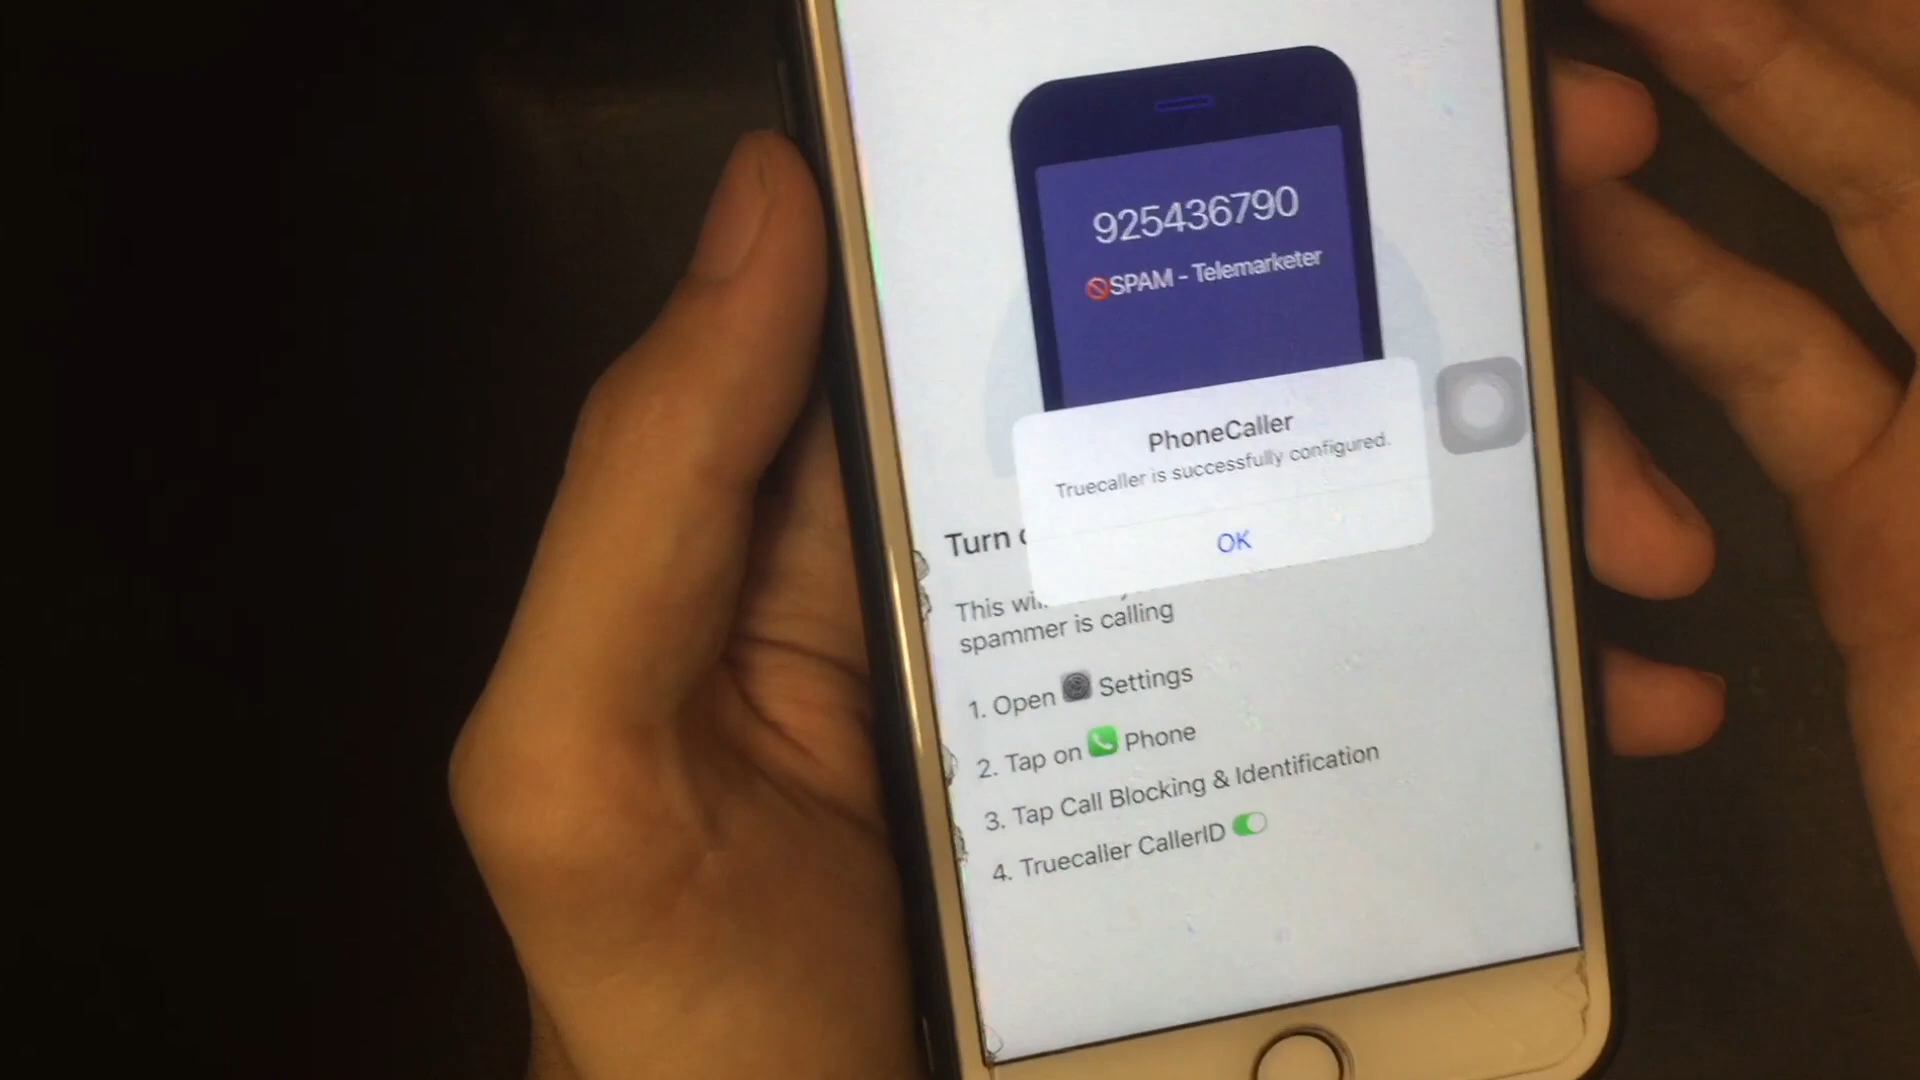 925436790
🚫SPAM - Telemarketer
PhoneCaller
Truecaller is successfully configured.
OK
Turn
This
spammer is calling
1. Open Settings
2. Tap on Phone
3. Tap Call Blocking & Identification
4. Truecaller CallerID